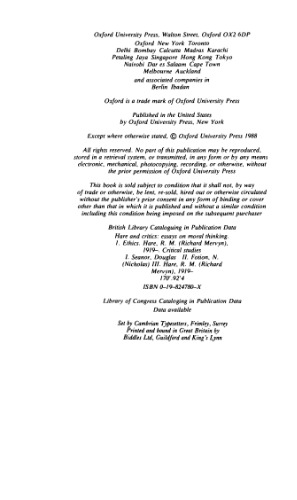 Oxford University Press, Walton Street, Oxford OX2 6DP
Oxford New York Toronto
Delhi Bombay Calcutta Madras Karachi
Petaling Jaya Singapore Hong Kong Tokyo
Nairobi Dar es Salaam Cape Town
Melbourne Auckland
and associated companies in
Berlin Ibadan
Oxford is a trade mark of Oxford University Press
Published in the United States
by Oxford University Press, New York
Except where otherwise stated, © Oxford University Press 1988
All rights reserved. No part of this publication may be reproduced,
stored in a retrieval system, or transmitted, in any form or by any means
electronic, mechanical, photocopying, recording, or otherwise, without
the prior permission of Oxford University Press
This book is sold subject to condition that it shall not, by way
of trade or otherwise, be lent, re-sold, hired out or otherwise circulated
without the publisher's prior consent in any form of binding or cover
other than that in which it is published and without a similar condition
including this condition being imposed on the subsequent purchaser
British Library Cataloguing in Publication Data
Hare and critics: essays on moral thinking.
1. Ethics. Hare, R. M. (Richard Mervyn),
1919–. Critical studies
I. Seanor, Douglas II. Fotion, N.
(Nicholas) III. Hare, R. M. (Richard
Mervyn), 1919–
170'.92'4
ISBN 0–19–824780–X
Library of Congress Cataloging in Publication Data
Data available
Set by Cambrian Typesetters, Frimley, Surrey
Printed and bound in Great Britain by
Biddles Ltd, Guildford and King's Lynn